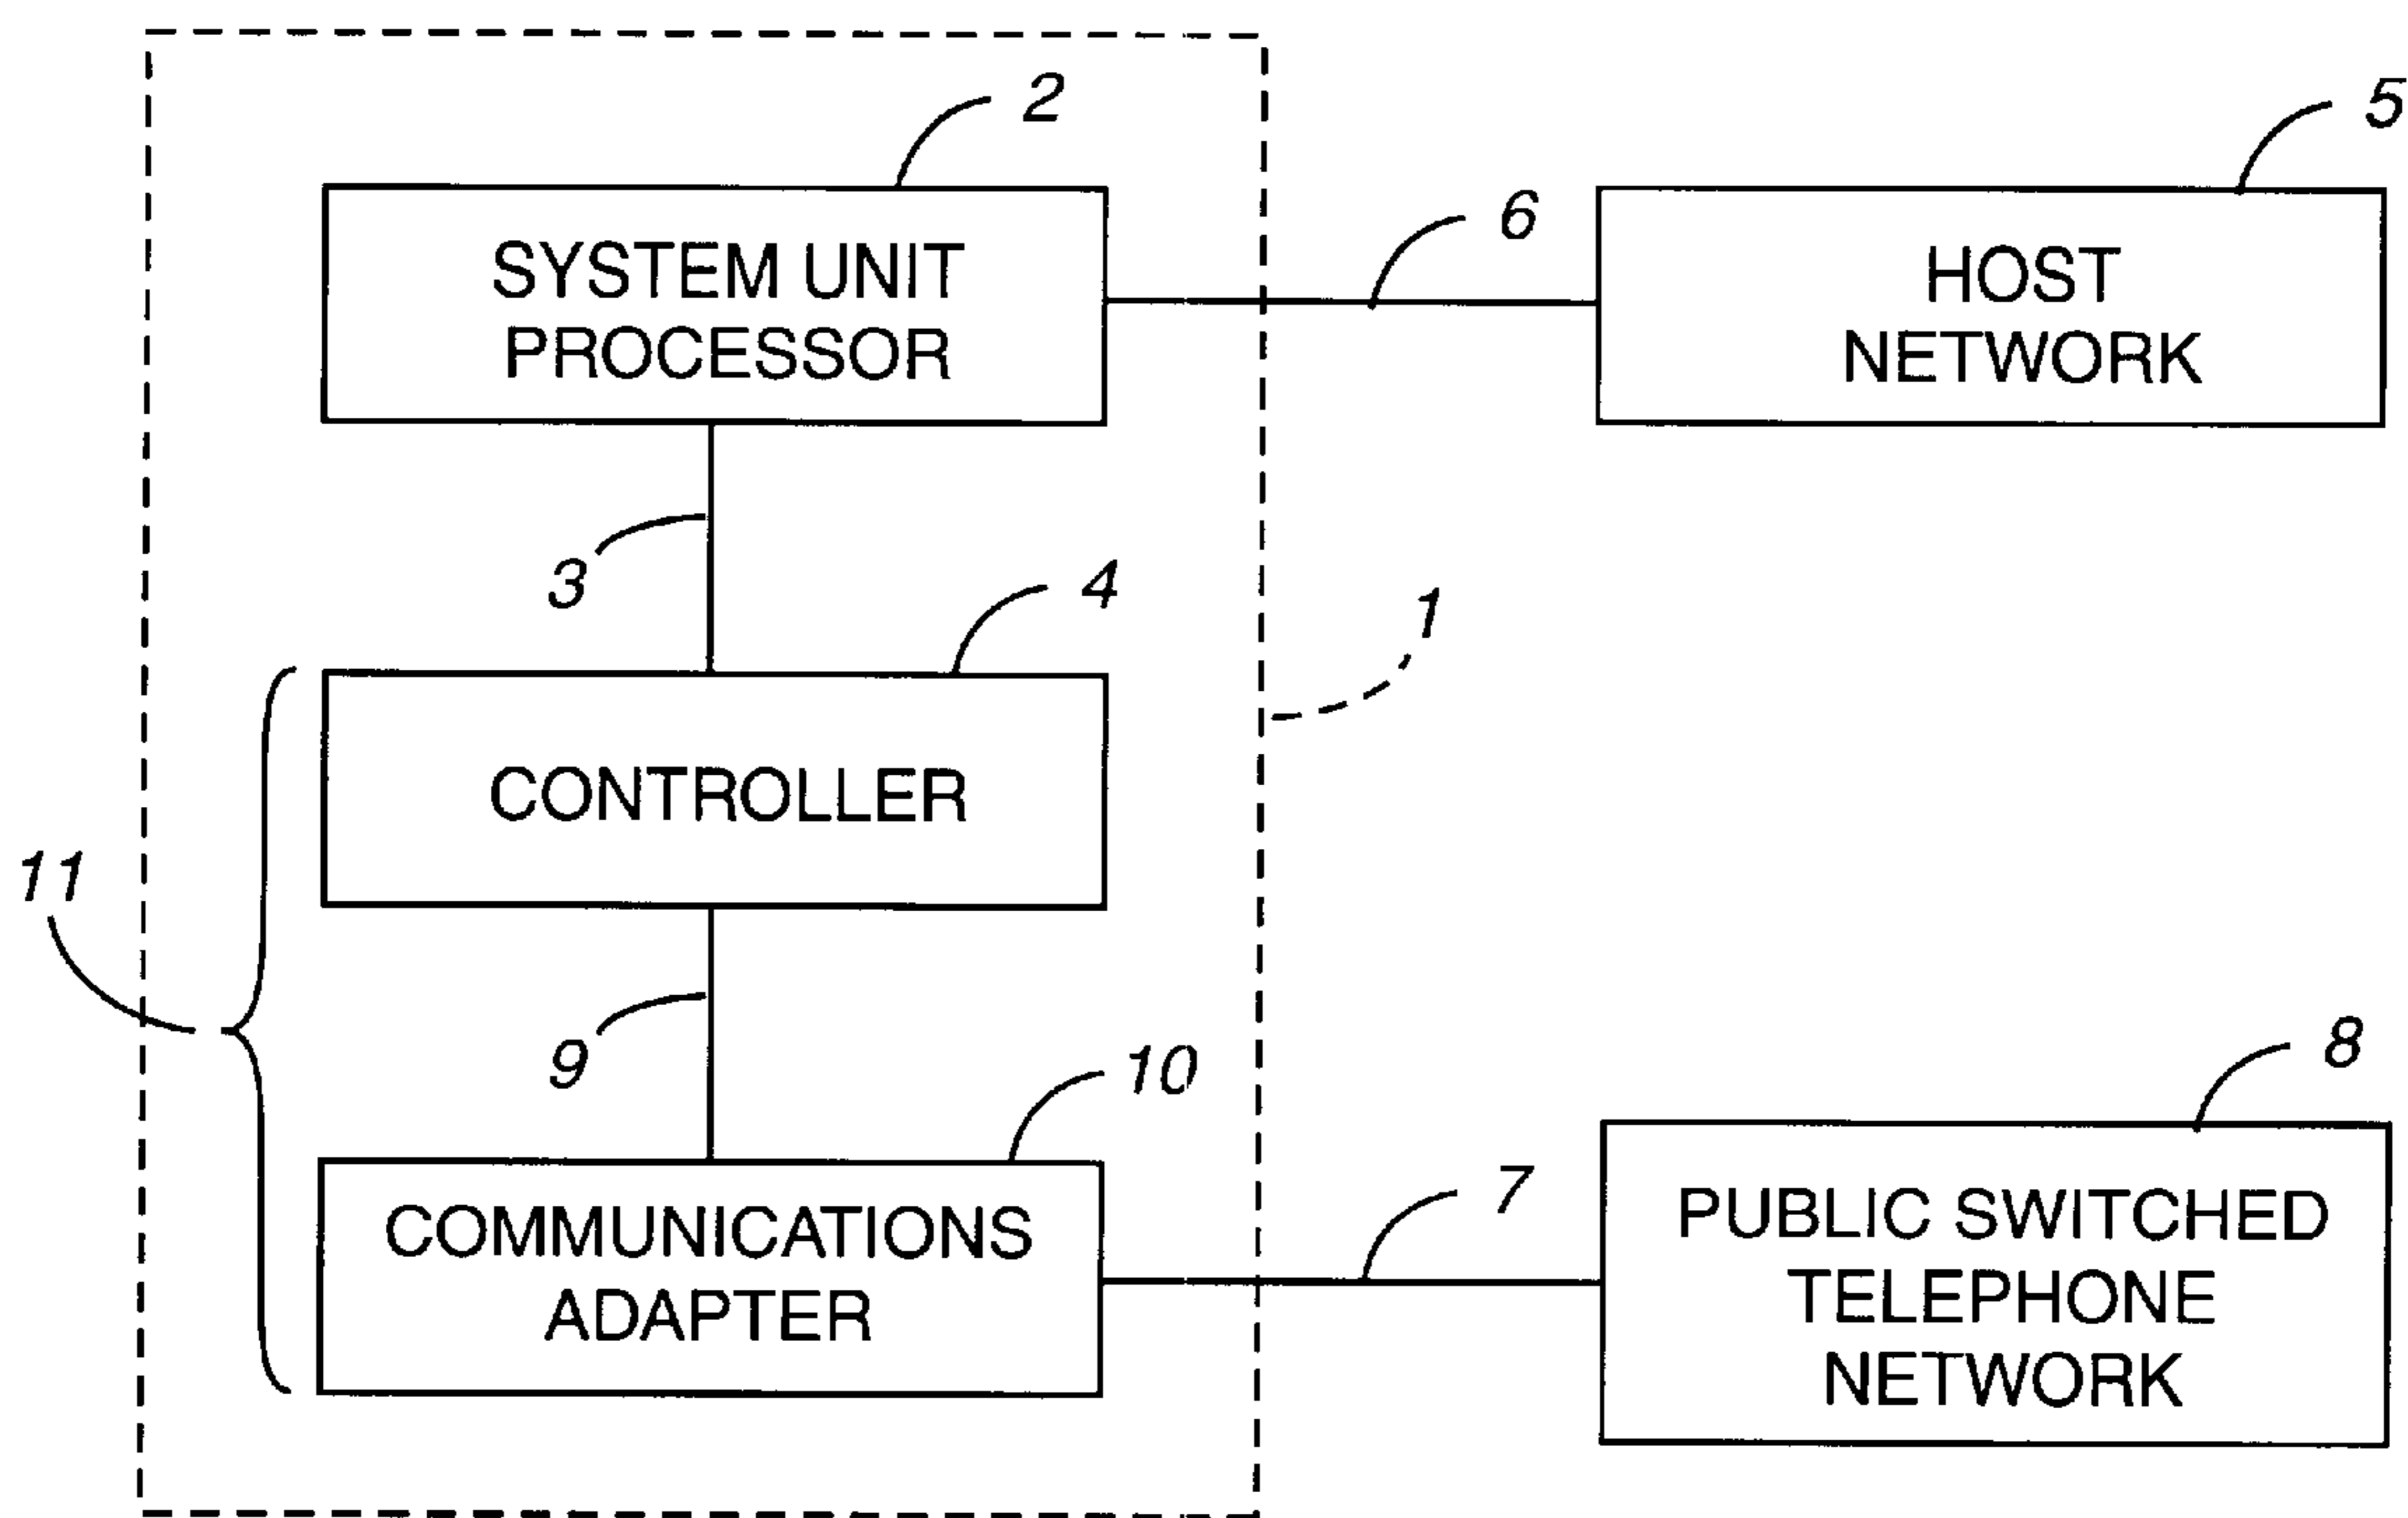 2
5
6
SYSTEM UNIT
PROCESSOR
HOST
NETWORK
3
4
1
CONTROLLER
11
9
10
8
7
COMMUNICATIONS
ADAPTER
PUBLIC SWITCHED
TELEPHONE
NETWORK